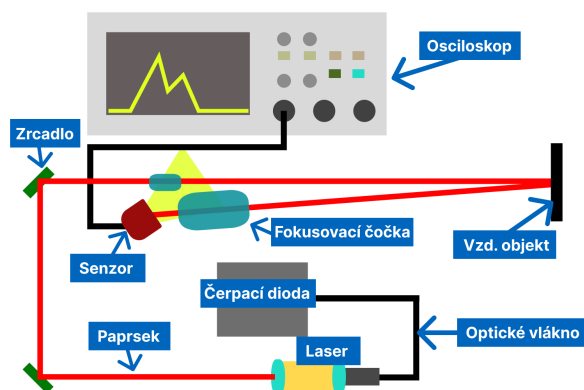 Osciloskop
Zrcadlo
Fokusovací čočka
Vzd. objekt
Senzor
Čerpací dioda
Paprsek
Laser
Optické vlákno